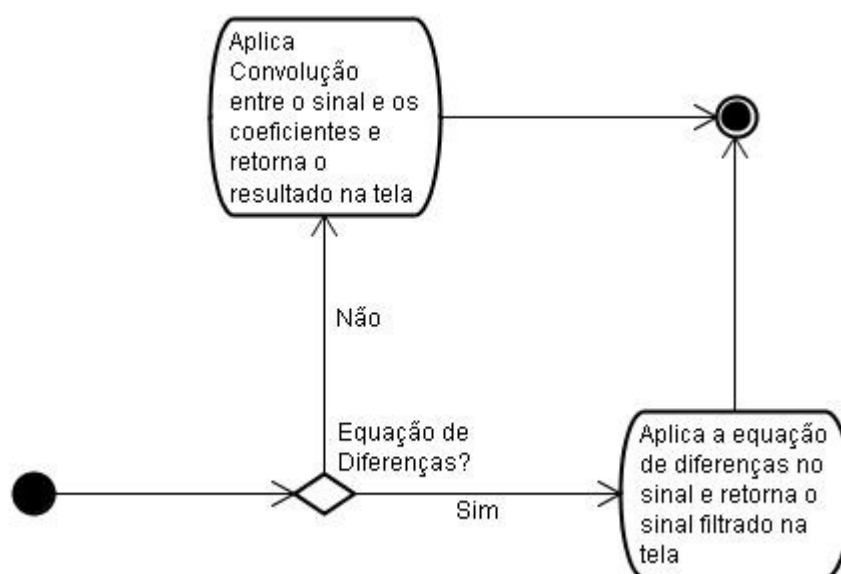 Aplica
Convolução
entre o sinal e os
coeficientes e
retorna o
resultado na tela
Não
Equação de
Diferenças?
Sim
Aplica a equação
de diferenças no
sinal e retorna o
sinal filtrado na
tela